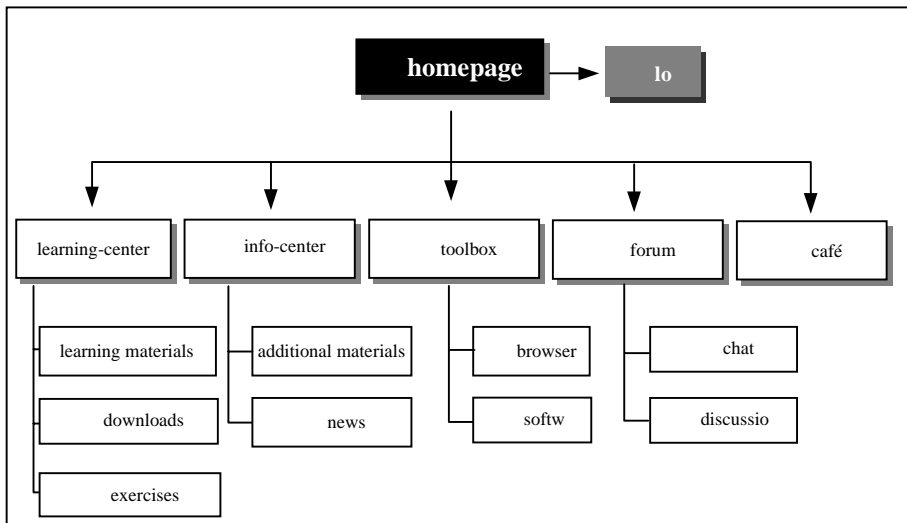 homepage
lo
learning-center
info-center
toolbox
forum
café
learning materials
additional materials
browser
chat
downloads
news
softw
discussio
exercises